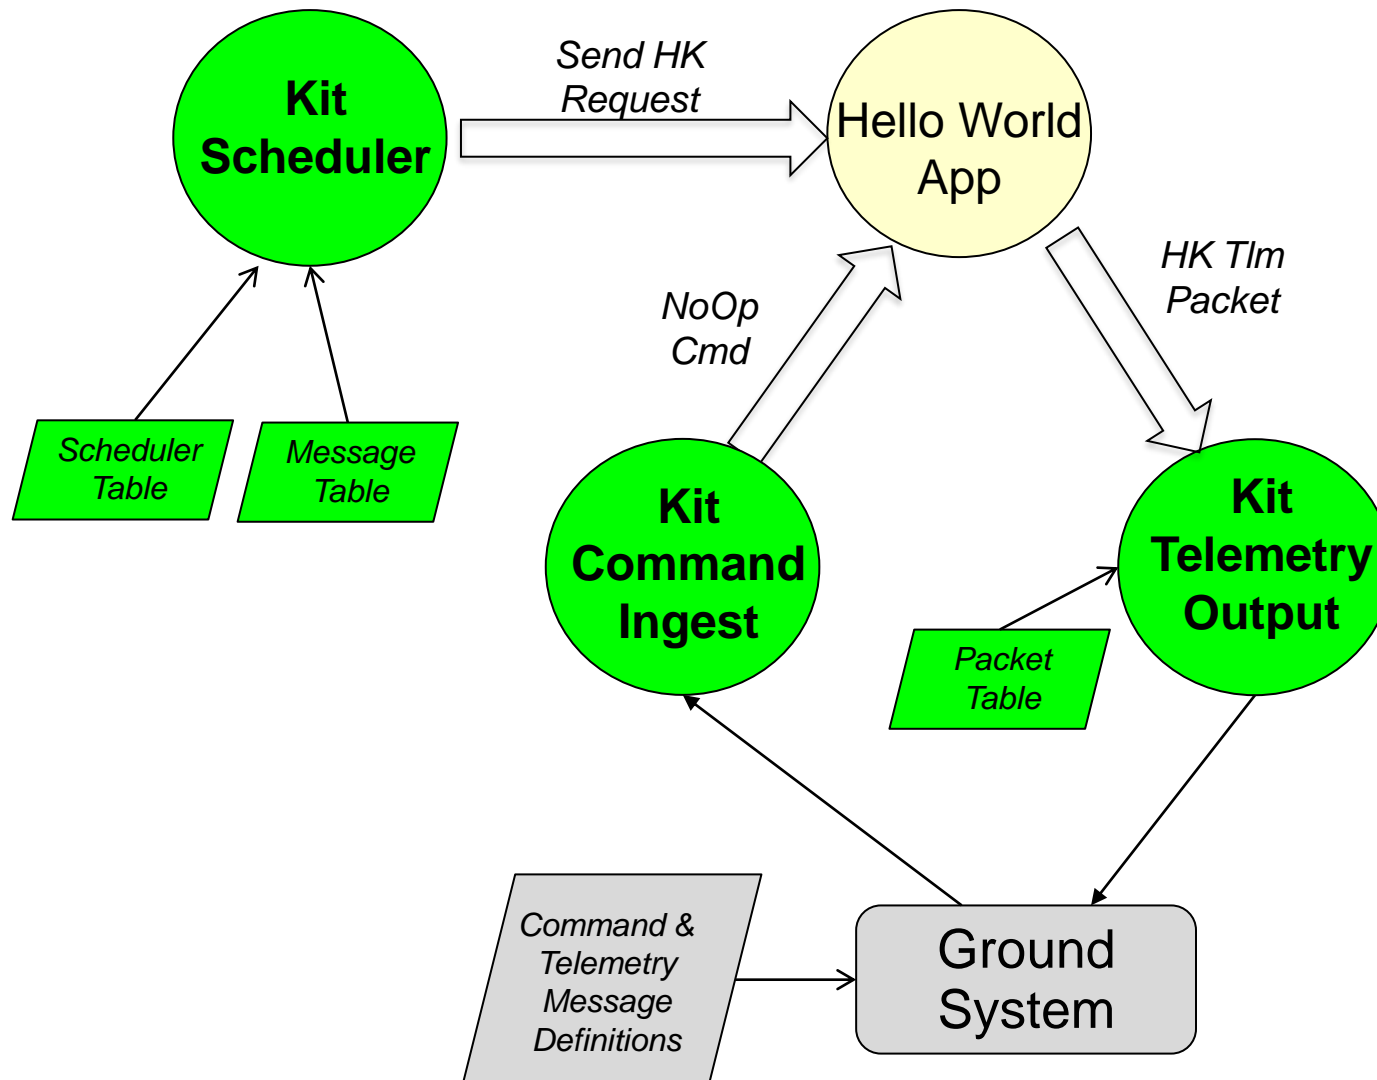 Kit
Scheduler
Send HK
Request
Hello World
App
HK Tlm
Packet
NoOp
Cmd
Scheduler
Table
Message
Table
Kit
Command
Ingest
Kit
Telemetry
Output
Packet
Table
Command &
Telemetry
Message
Definitions
Ground
System